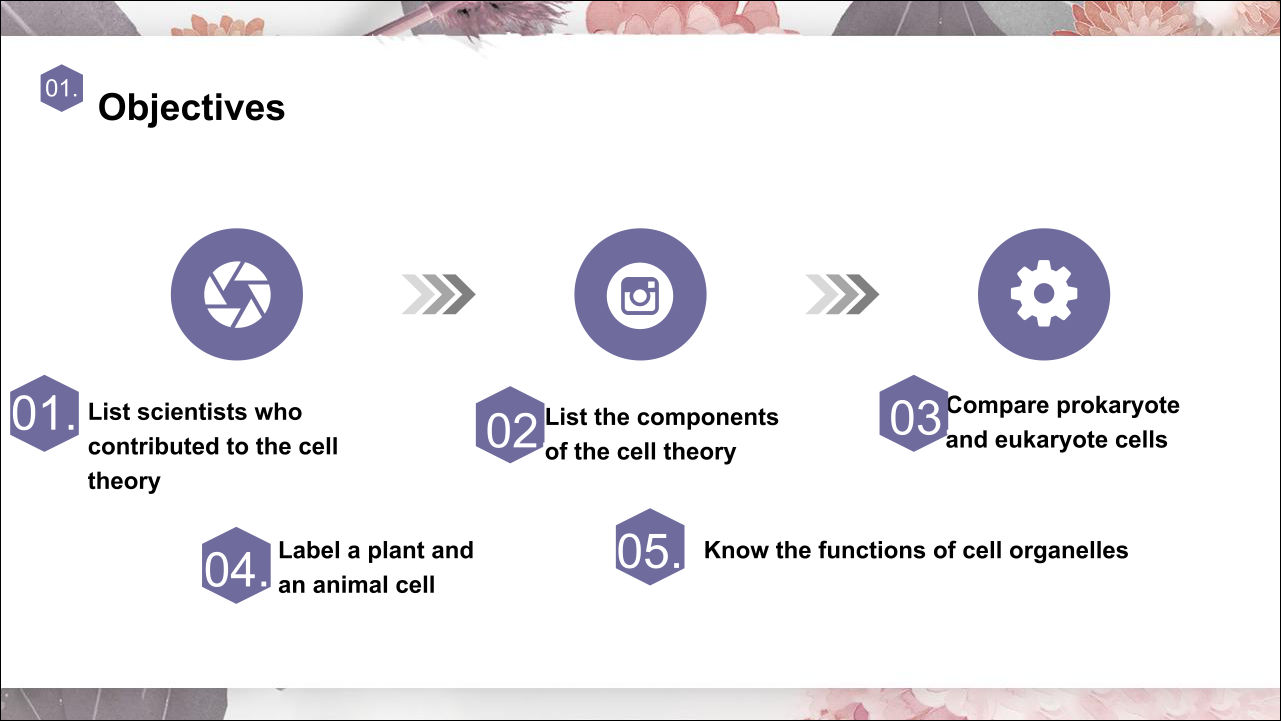 01.
Objectives
01.
List scientists who
contributed to the cell
theory
02
List the components
of the cell theory
03
Compare prokaryote
and eukaryote cells
04.
Label a plant and
an animal cell
05.
Know the functions of cell organelles